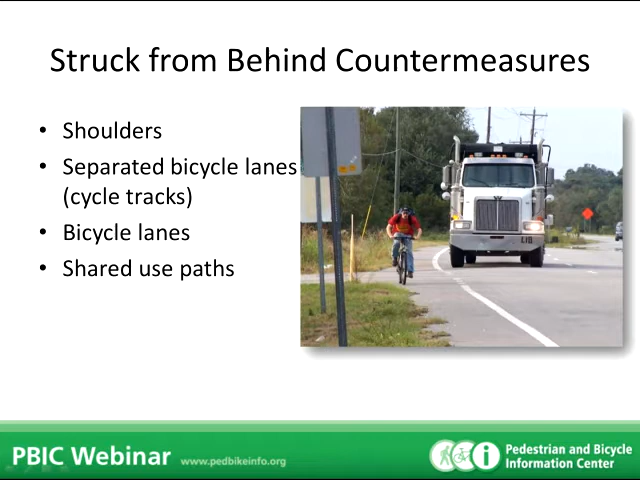 Struck from Behind Countermeasures
• Shoulders
• Separated bicycle lanes
(cycle tracks)
• Bicycle lanes
• Shared use paths
PBIC Webinar www.pedbikeinfo.org
Pedestrian and Bicycle
Information Center